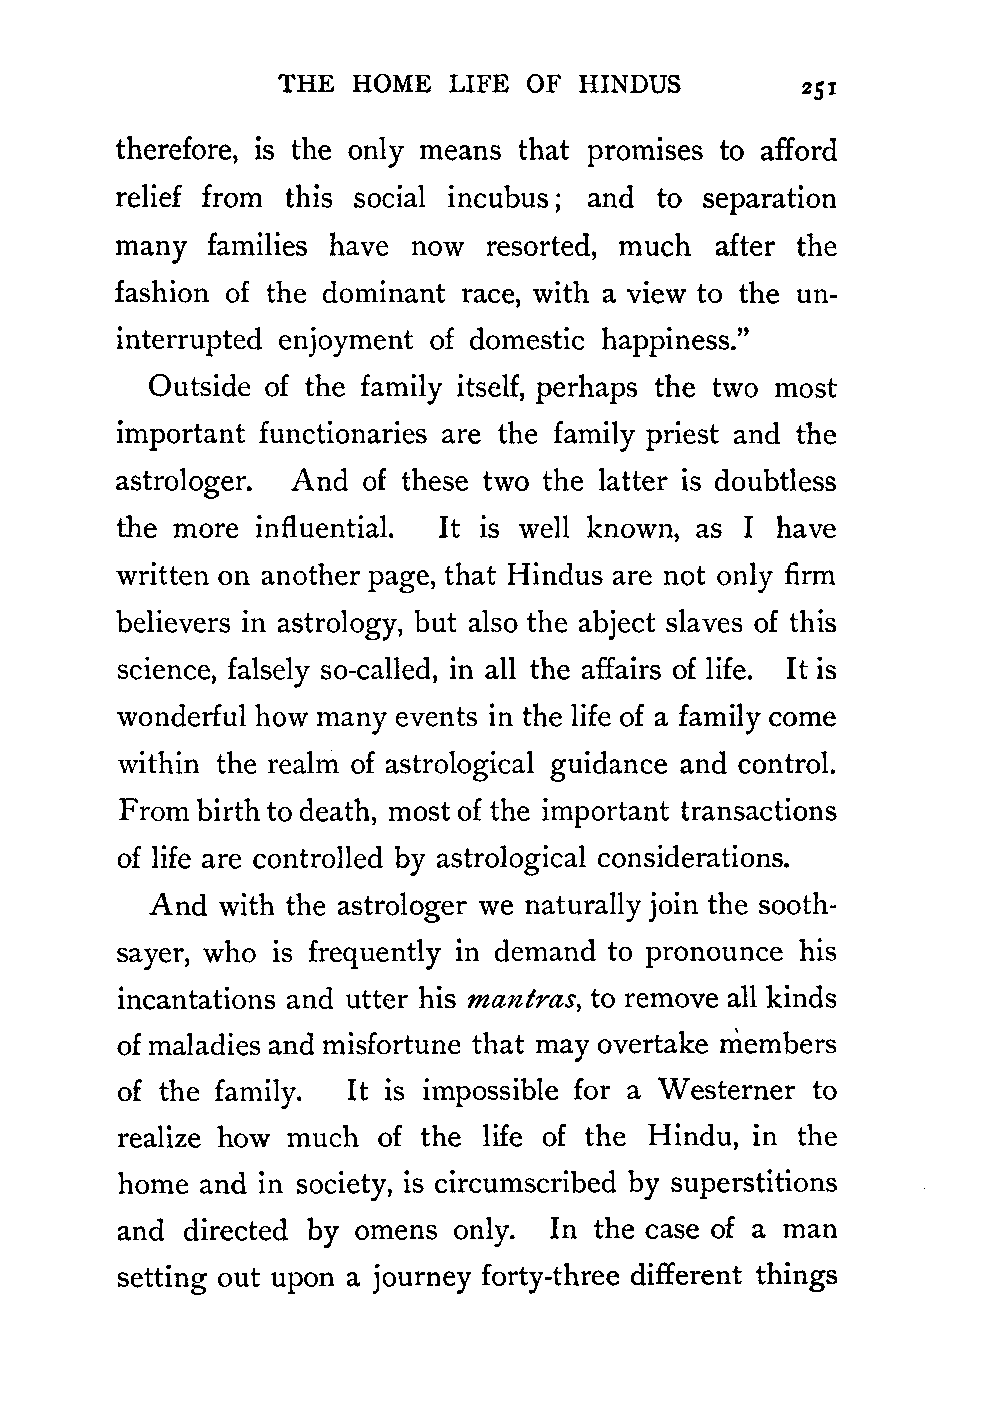 THE HOME LIFE OF HINDUS 251
therefore, is the only means that promises to afford
relief from this social incubus; and to separation
many families have now resorted, much after the
fashion of the dominant race, with a view to the un-
interrupted enjoyment of domestic happiness.”
Outside of the family itself, perhaps the two most
important functionaries are the family priest and the
astrologer. And of these two the latter is doubtless
the more influential. It is well known, as I have
written on another page, that Hindus are not only firm
believers in astrology, but also the abject slaves of this
science, falsely so-called, in all the affairs of life. It is
wonderful how many events in the life of a family come
within the realm of astrological guidance and control.
From birth to death, most of the important transactions
of life are controlled by astrological considerations.
And with the astrologer we naturally join the sooth-
sayer, who is frequently in demand to pronounce his
incantations and utter his mantras, to remove all kinds
of maladies and misfortune that may overtake members
of the family. It is impossible for a Westerner to
realize how much of the life of the Hindu, in the
home and in society, is circumscribed by superstitions
and directed by omens only. In the case of a man
setting out upon a journey forty-three different things